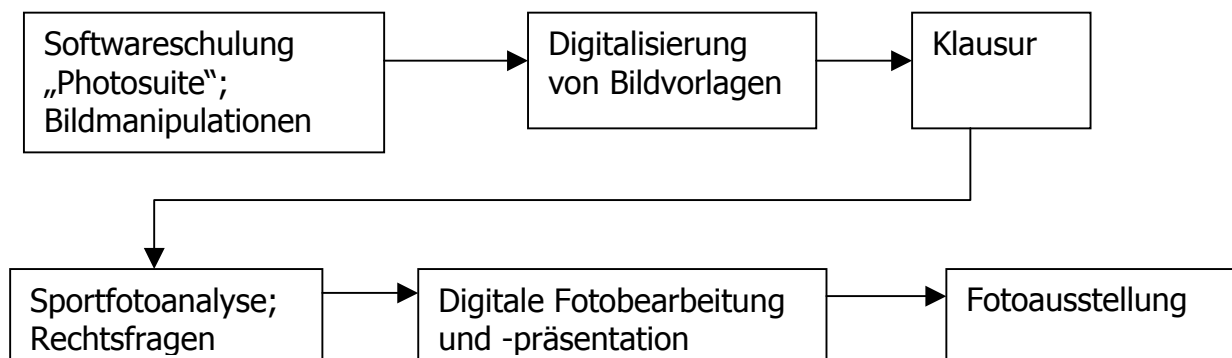 Softwareschulung
„Photosuite“;
Bildmanipulationen
Digitalisierung
von Bildvorlagen
Klausur
Sportfotoanalyse;
Rechtsfragen
Digitale Fotobearbeitung
und -präsentation
Fotoausstellung